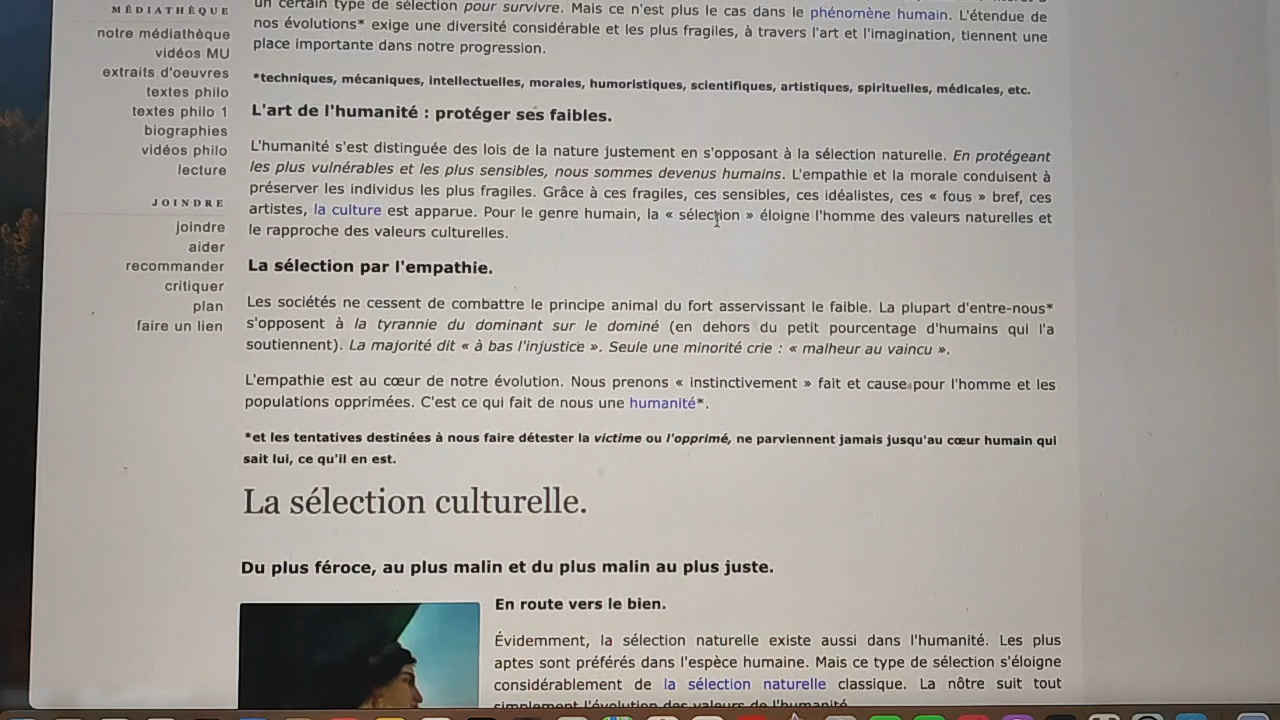 MÉDIATHÈQUE
notre médiathèque
vidéos MU
extraits d'oeuvres
textes philo
textes philo 1
biographies
vidéos philo
lecture
JOINDRE
joindre
aider
recommander
critiquer
plan
faire un lien
un certain type de sélection pour survivre. Mais ce n'est plus le cas dans le phénomène humain. L'étendue de
nos évolutions* exige une diversité considérable et les plus fragiles, à travers l'art et l'imagination, tiennent une
place importante dans notre progression.
*techniques, mécaniques, intellectuelles, morales, humoristiques, scientifiques, artistiques, spirituelles, médicales, etc.
L'art de l'humanité : protéger ses faibles.
L'humanité s'est distinguée des lois de la nature justement en s'opposant à la sélection naturelle. En protégeant
les plus vulnérables et les plus sensibles, nous sommes devenus humains. L'empathie et la morale conduisent à
préserver les individus les plus fragiles. Grâce à ces fragiles, ces sensibles, ces idéalistes, ces « fous » bref, ces
artistes, la culture est apparue. Pour le genre humain, la « sélection » éloigne l'homme des valeurs naturelles et
le rapproche des valeurs culturelles.
La sélection par l'empathie.
Les sociétés ne cessent de combattre le principe animal du fort asservissant le faible. La plupart d'entre-nous*
s'opposent à la tyrannie du dominant sur le dominé (en dehors du petit pourcentage d'humains qui l'a
soutiennent). La majorité dit « à bas l'injustice ». Seule une minorité crie : « malheur au vaincu ».
L'empathie est au cœur de notre évolution. Nous prenons « instinctivement » fait et cause pour l'homme et les
populations opprimées. C'est ce qui fait de nous une humanité*.
*et les tentatives destinées à nous faire détester la victime ou l'opprimé, ne parviennent jamais jusqu'au cœur humain qui
sait lui, ce qu'il en est.
La sélection culturelle.
Du plus féroce, au plus malin et du plus malin au plus juste.
En route vers le bien.
Évidemment, la sélection naturelle existe aussi dans l'humanité. Les plus
aptes sont préférés dans l'espèce humaine. Mais ce type de sélection s'éloigne
considérablement de la sélection naturelle classique. La nôtre suit tout
simplement l'évolution des valeurs de l'humanité.